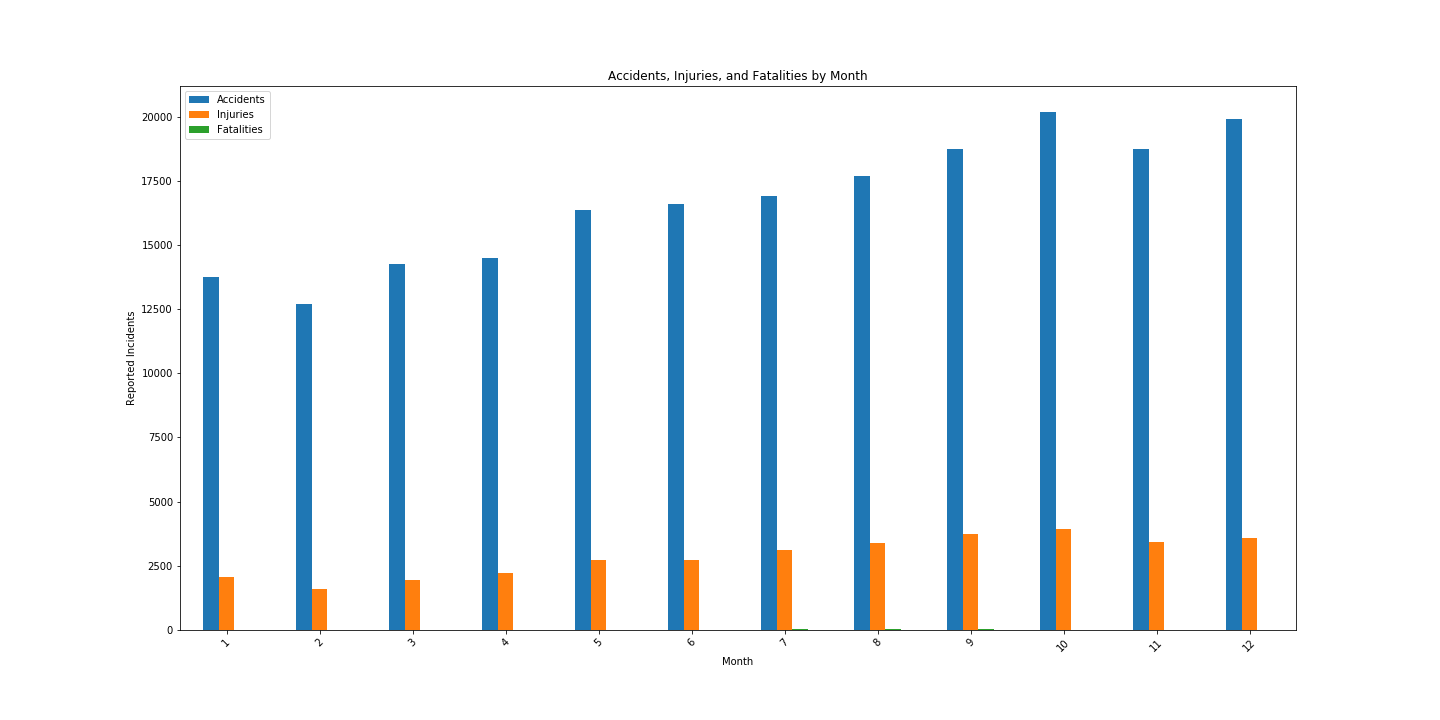 Accidents, Injuries, and Fatalities by Month
Accidents
Injuries
Fatalities
20000
17500
15000
12500
10000
7500
5000
2500
0
Reported Incidents
1 2 3 4 5 6 7 8 9 10 11 12
Month